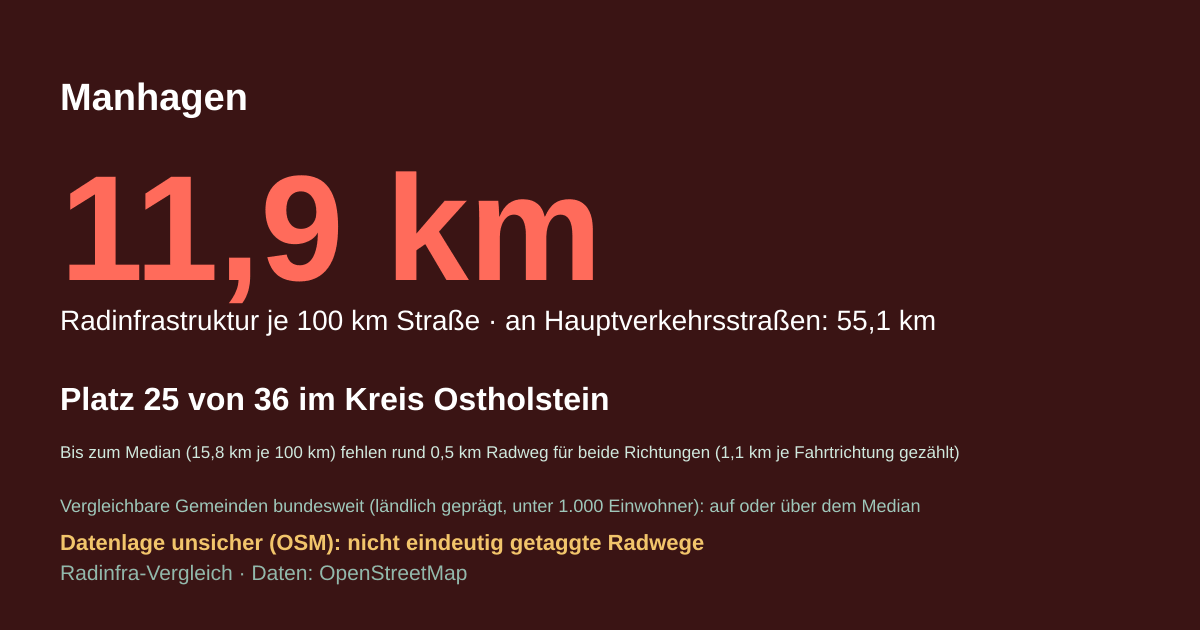 Manhagen
11,9 km
Radinfrastruktur je 100 km Straße · an Hauptverkehrsstraßen: 55,1 km
Platz 25 von 36 im Kreis Ostholstein
Bis zum Median (15,8 km je 100 km) fehlen rund 0,5 km Radweg für beide Richtungen (1,1 km je Fahrtrichtung gezählt)
Vergleichbare Gemeinden bundesweit (ländlich geprägt, unter 1.000 Einwohner): auf oder über dem Median
Datenlage unsicher (OSM): nicht eindeutig getaggte Radwege
Radinfra-Vergleich · Daten: OpenStreetMap